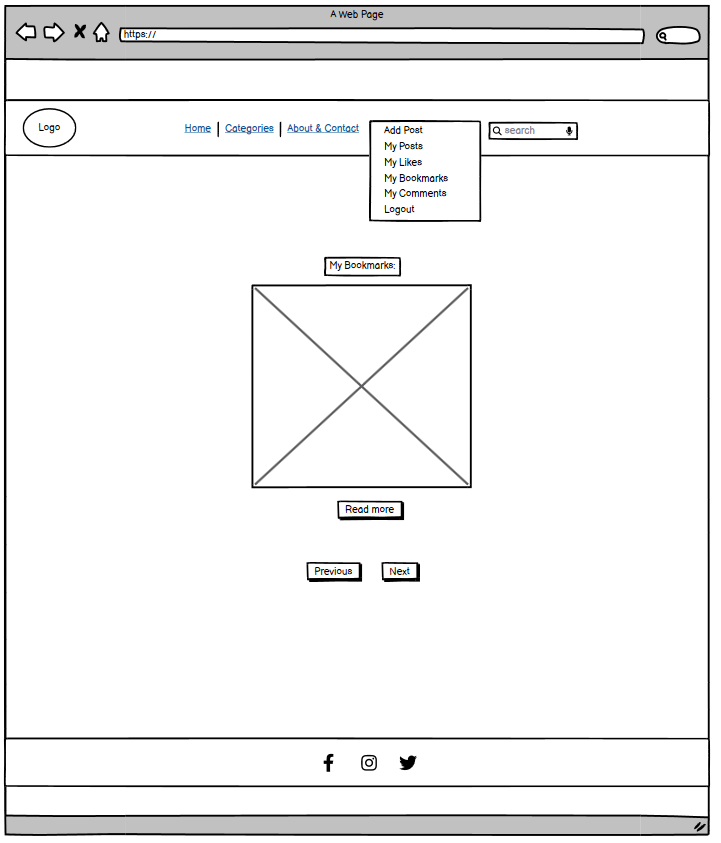 A Web Page
https://
Logo
Home | Categories | About & Contact
Add Post
My Posts
My Likes
My Bookmarks
My Comments
Logout
search
My Bookmarks:
Read more
Previous
Next